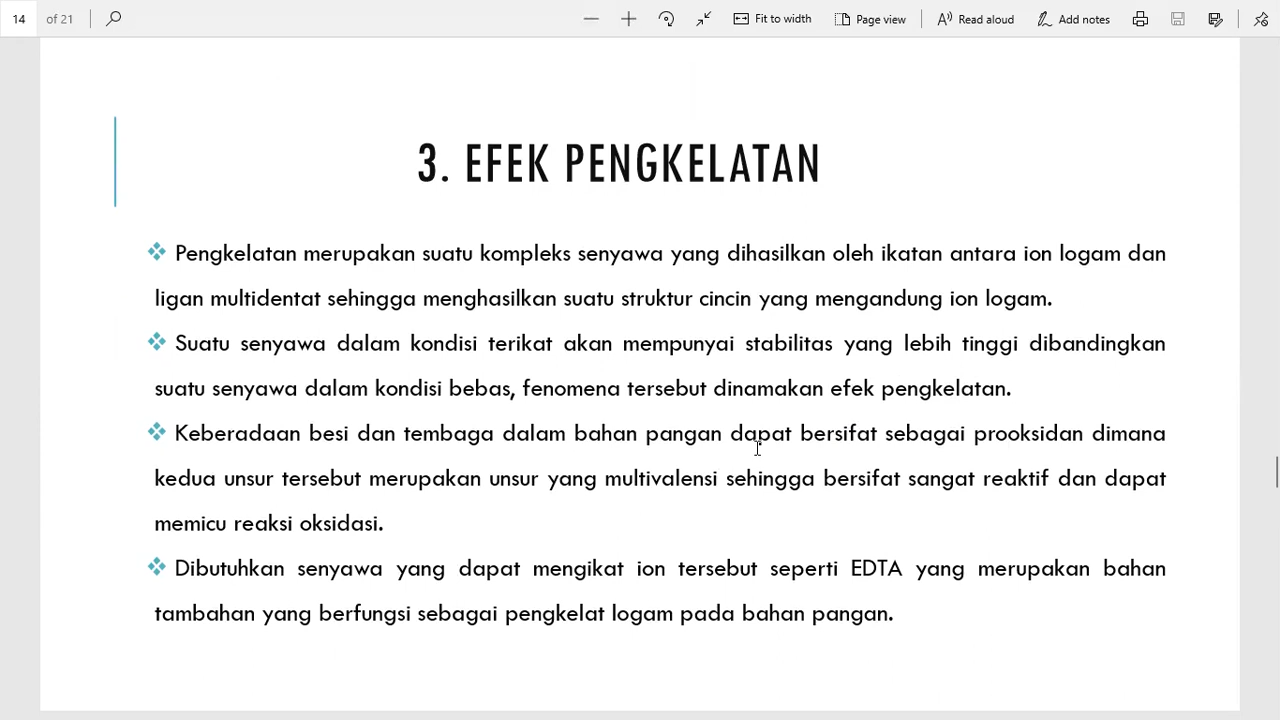 14 of 21 Fit to width Page view Read aloud Add notes
3. EFEK PENGKELATAN
Pengkelatan merupakan suatu kompleks senyawa yang dihasilkan oleh ikatan antara ion logam dan
ligan multidentat sehingga menghasilkan suatu struktur cincin yang mengandung ion logam.
Suatu senyawa dalam kondisi terikat akan mempunyai stabilitas yang lebih tinggi dibandingkan
suatu senyawa dalam kondisi bebas, fenomena tersebut dinamakan efek pengkelatan.
Keberadaan besi dan tembaga dalam bahan pangan dapat bersifat sebagai prooksidan dimana
kedua unsur tersebut merupakan unsur yang multivalensi sehingga bersifat sangat reaktif dan dapat
memicu reaksi oksidasi.
Dibutuhkan senyawa yang dapat mengikat ion tersebut seperti EDTA yang merupakan bahan
tambahan yang berfungsi sebagai pengkelat logam pada bahan pangan.